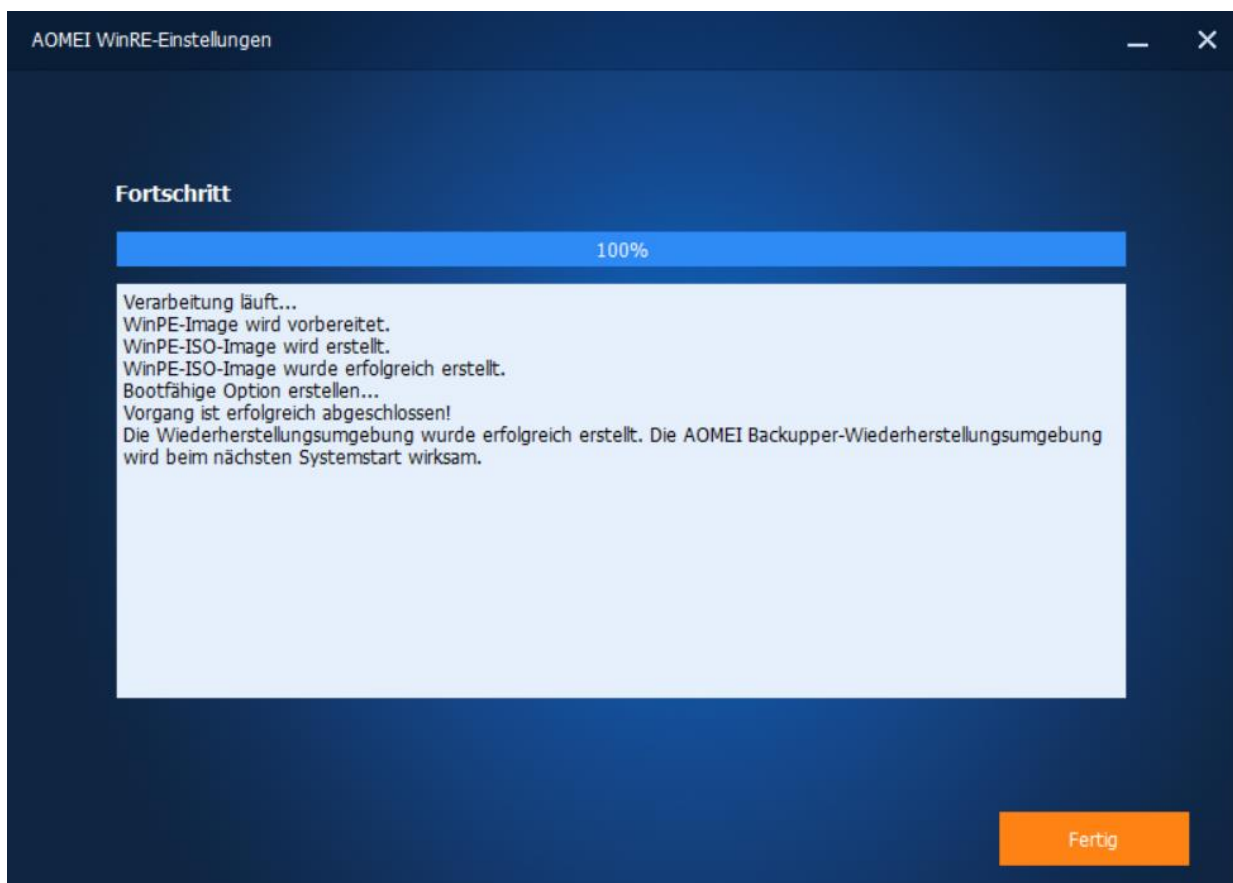 AOMEI WinRE-Einstellungen
Fortschritt
100%
Verarbeitung läuft...
WinPE-Image wird vorbereitet.
WinPE-ISO-Image wird erstellt.
WinPE-ISO-Image wurde erfolgreich erstellt.
Bootfähige Option erstellen...
Vorgang ist erfolgreich abgeschlossen!
Die Wiederherstellungsumgebung wurde erfolgreich erstellt. Die AOMEI Backupper-Wiederherstellungsumgebung
wird beim nächsten Systemstart wirksam.
Fertig